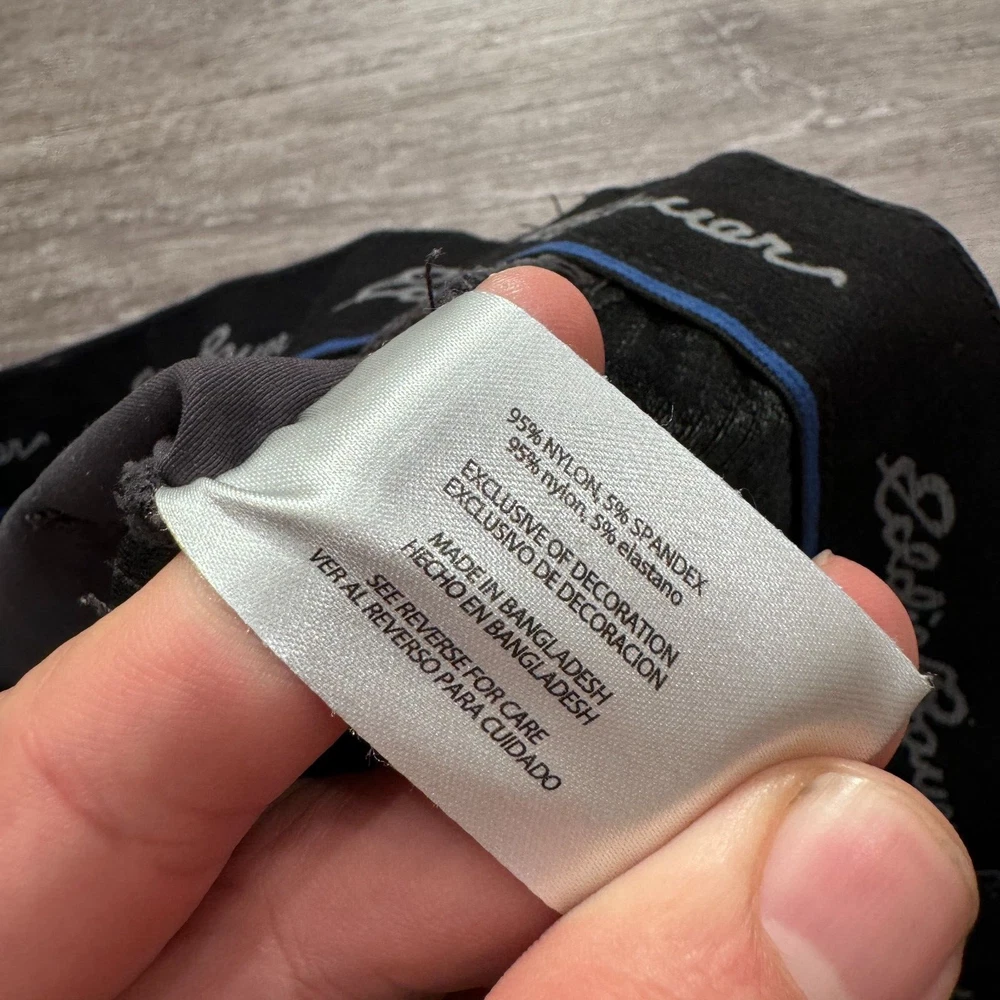 95% NYLON, 5% SPANDEX
95% nylon, 5% elastano
EXCLUSIVE OF DECORATION
EXCLUSIVO DE DECORACION
MADE IN BANGLADESH
HECHO EN BANGLADESH
SEE REVERSE FOR CARE
VER AL REVERSO PARA CUIDADO